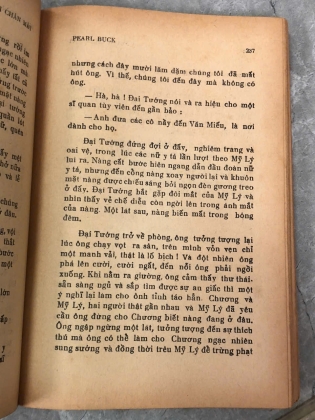 PEARL BUCK
287
nhưng cách đây mười lăm dặm chúng tôi đã mất
hút ông. Vì thế, chúng tôi đến đây mà không có
ông.
— Hà, hà ! Đại Tướng nói và ra hiệu cho một
sĩ quan tùy viên đến gần bảo :
— Anh đưa các cô này đến Văn Miếu, là nơi
dành cho họ.
Đại Tướng đứng đợi ở đấy, nghiêm trang và
oai vệ, trong lúc các nữ y tá lần lượt theo Mỹ Lý
lui ra. Nàng cất bước hiên ngang dẫn đầu đoàn nữ
y tá, nhưng đến cổng nàng xoay người lại và khuôn
mặt nàng được chiếu sáng bởi ngọn đèn gương treo
ở đấy. Đại Tướng bắt gặp đôi mắt của Mỹ Lý
nhìn thấy vẻ chế diễu còn ngời lên trong ánh mắt
của nàng. Một lát sau, nàng biến mất trong bóng
đêm.
Đại Tướng trở về phòng, ông tưởng tượng lại
lúc ông chạy vọt ra sân, trên mình vỏn vẹn chỉ
một manh vải, thật là lố bịch ! Và đột nhiên ông
phá lên cười, cười ngất, đến nỗi ông phải ngồi
xuống. Khi nằm ra giường, ông cảm thấy thư thái-
sẵn sàng ngủ và sắp tìm được sự an giấc thì một
ý nghĩ lai làm cho ông tỉnh táo hẳn. Chương và
Mỹ Lý, hai người thật gần nhau và Mỹ Lý đã yêu
cầu ông đừng cho Chương biết nàng đang ở đâu.
Ông ngập ngừng một lát, tưởng tượng đến sự thích
thú mà ông có thể làm cho Chương ngạc nhiên
sung sướng và đồng thời trêu Mỹ Lý để trừng phạt